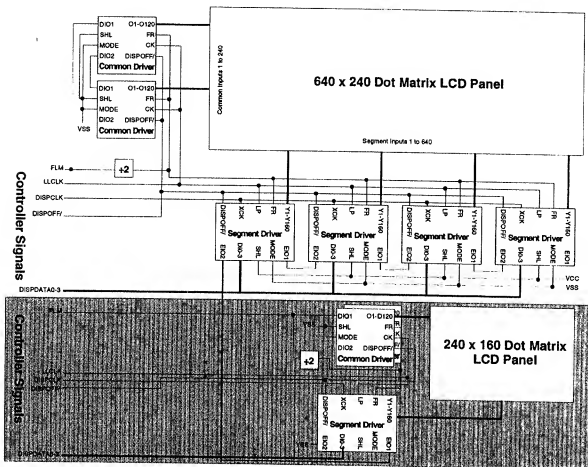 DIO1 O1-O120
SHL FR
MODE CK
DIO2 DISPOFF/
Common Driver
DIO1 O1-O120
SHL FR
MODE CK
DIO2 DISPOFF/
Common Driver
VSS
Common Inputs 1 to 240
640 x 240 Dot Matrix LCD Panel
Segment Inputs 1 to 640
Controller Signals
FLM
÷2
LLCLK
DISPCLK
DISPOFF/
DISPOFF/ XCK LP FR Y1-Y160
Segment Driver
EIO2 DI0-3 SHL MODE EIO1
DISPOFF/ XCK LP FR Y1-Y160
Segment Driver
EIO2 DI0-3 SHL MODE EIO1
DISPOFF/ XCK LP FR Y1-Y160
Segment Driver
EIO2 DI0-3 SHL MODE EIO1
DISPOFF/ XCK LP FR Y1-Y160
Segment Driver
EIO2 DI0-3 SHL MODE EIO1
VCC
VSS
DISPDATA0-3
Controller Signals
FLM
DIO1 O1-O120
SHL
MODE
DIO2 DISPOFF/
Common Driver
÷2
240 x 160 Dot Matrix
LCD Panel
LLCLK
DISPCLK
DISPOFF/
DISPOFF/ XCK LP FR Y1-Y160
Segment Driver
VSS
EIO2 DI0-3 SHL MODE EIO1
DISPDATA0-3